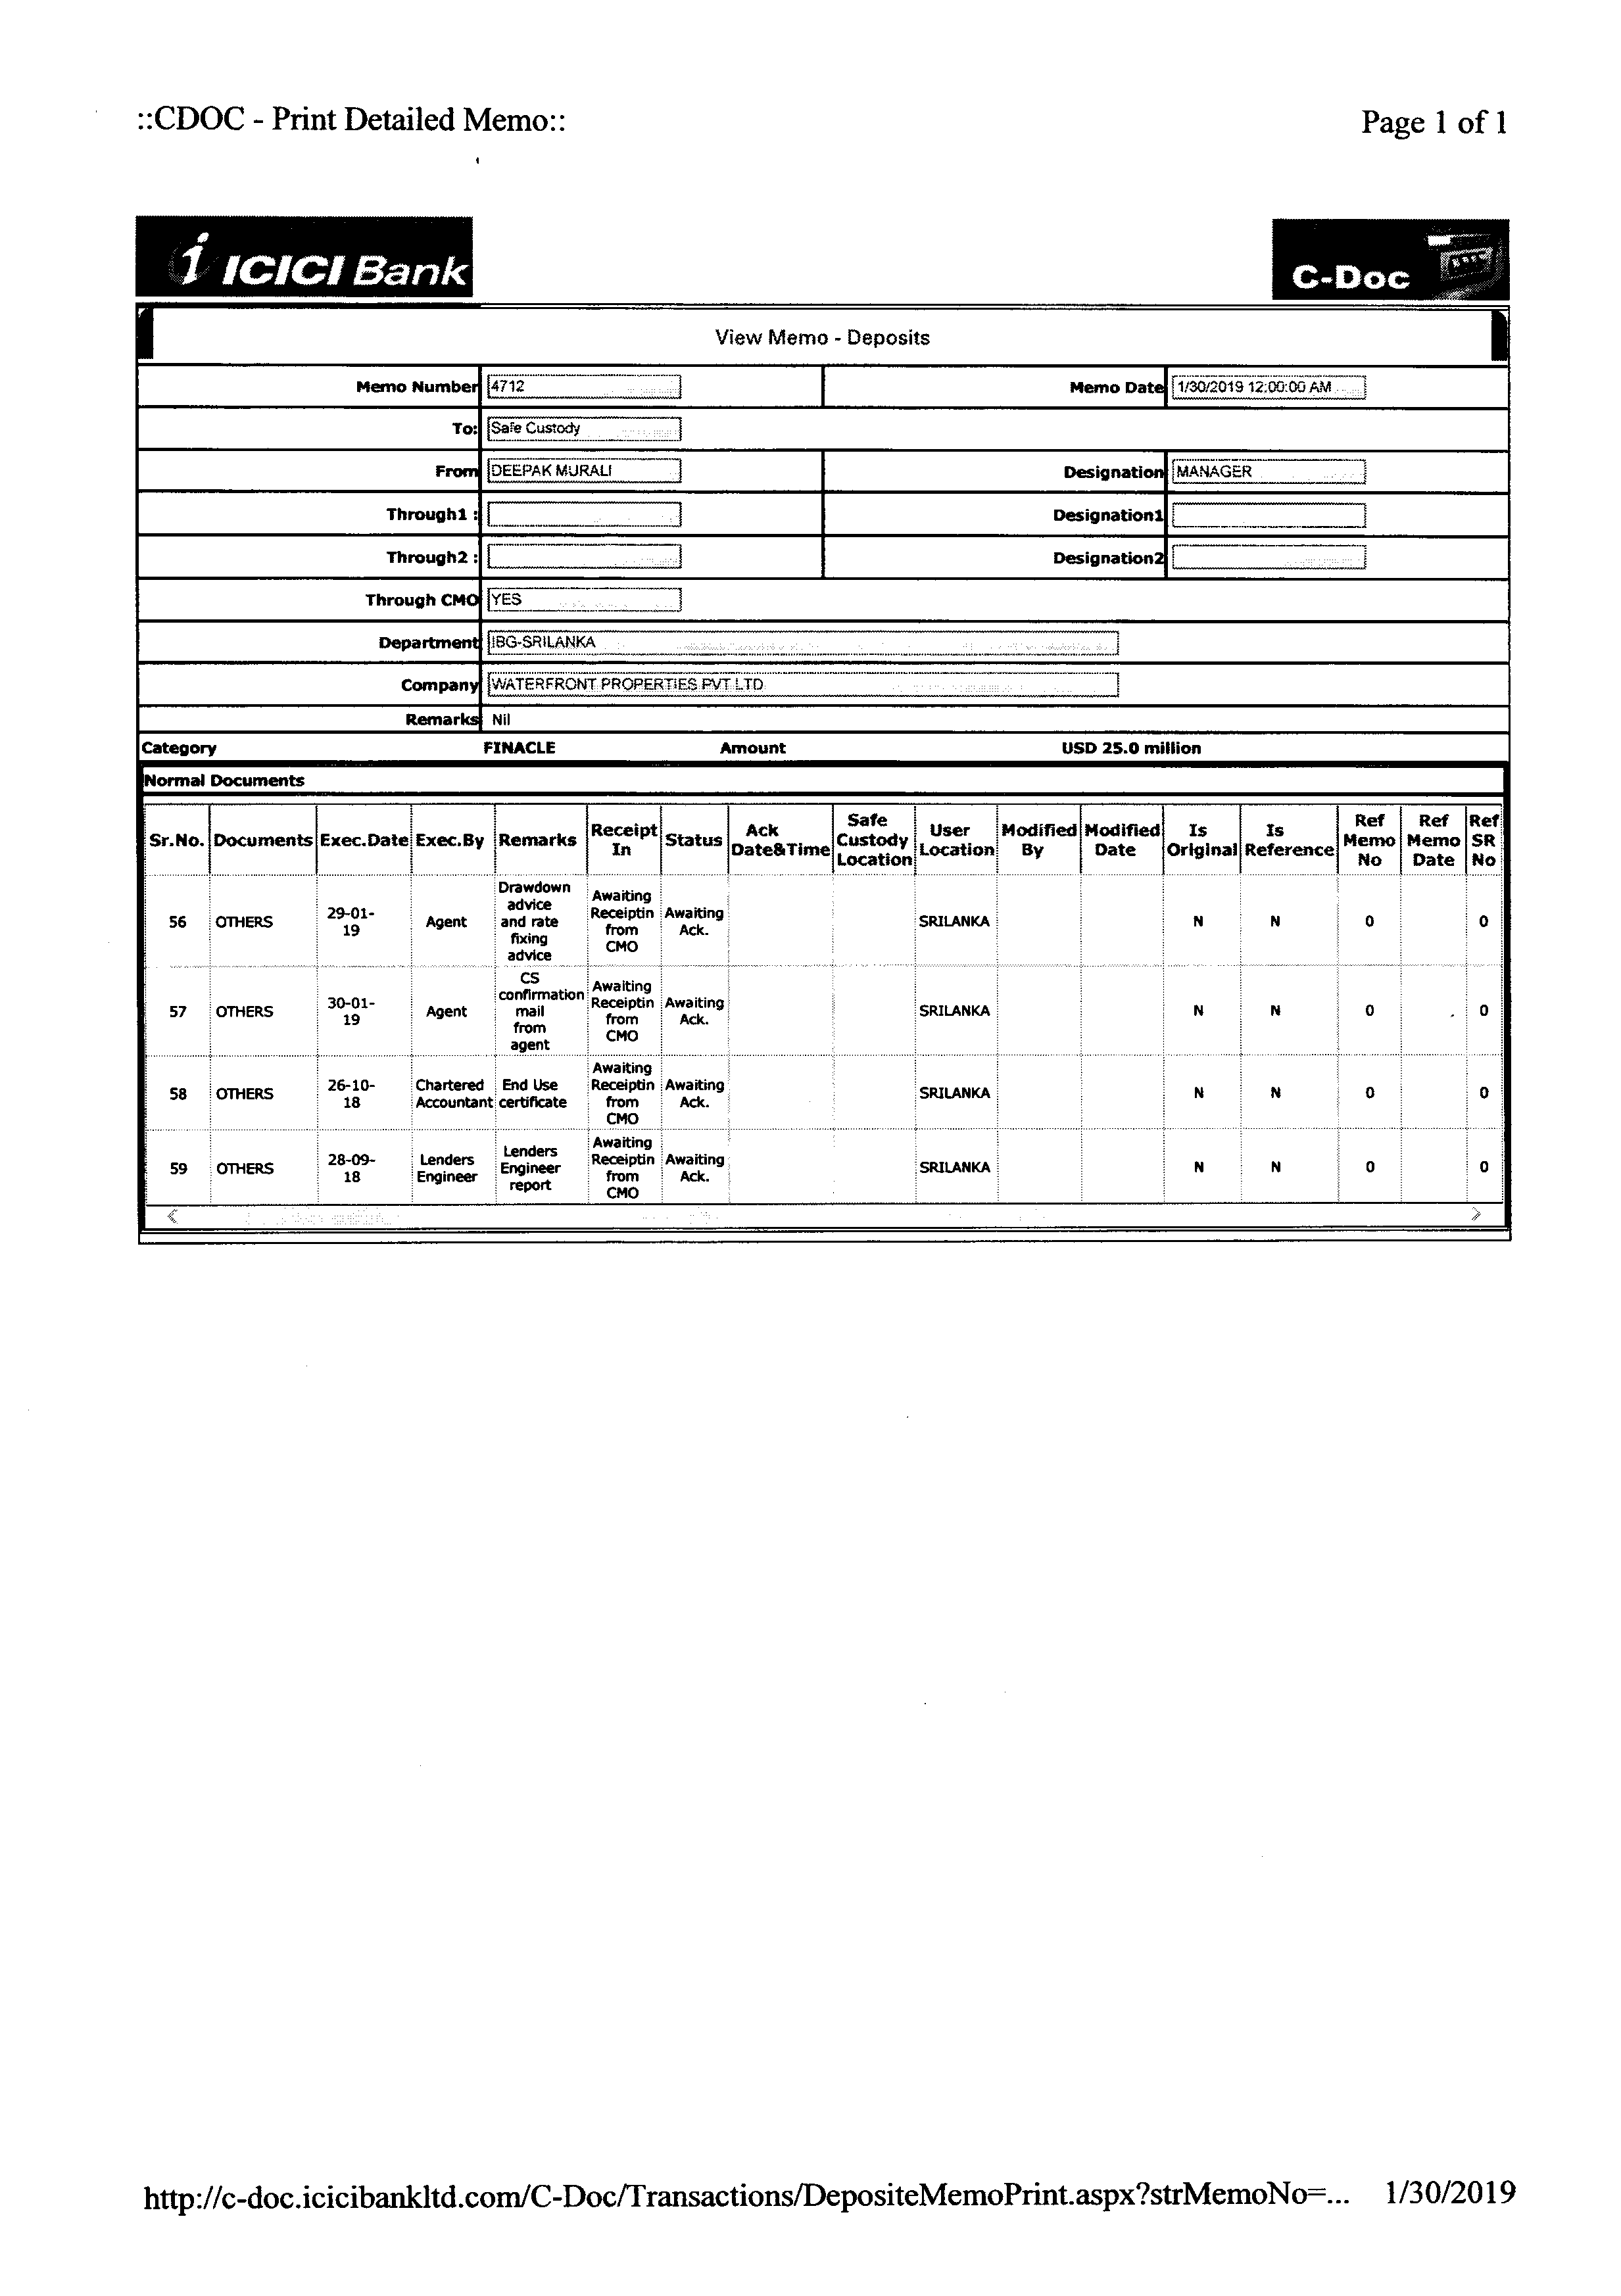 ::CDOC - Print Detailed Memo:: Page 1 of 1
i ICICI Bank C-Doc
View Memo - Deposits
Memo Number 4712 Memo Date 1/30/2019 12:00:00 AM
To: Safe Custody
From DEEPAK MURALI Designation MANAGER
Through1 : Designation1
Through2 : Designation2
Through CMO YES
Department IBG-SRILANKA
Company WATERFRONT PROPERTIES PVT LTD
Remarks Nil
Category FINACLE Amount USD 25.0 million
Normal Documents
Sr.No. Documents Exec.Date Exec.By Remarks Receipt In Status Ack Date&Time Safe Custody Location User Location Modified By Modified Date Is Original Is Reference Ref Memo No Ref Memo Date Ref SR No
56 OTHERS 29-01-19 Agent Drawdown advice and rate fixing advice Awaiting Receiptin from CMO Awaiting Ack. SRILANKA N N 0 0
57 OTHERS 30-01-19 Agent CS confirmation mail from agent Awaiting Receiptin from CMO Awaiting Ack. SRILANKA N N 0 0
58 OTHERS 26-10-18 Chartered Accountant End Use certificate Awaiting Receiptin from CMO Awaiting Ack. SRILANKA N N 0 0
59 OTHERS 28-09-18 Lenders Engineer Lenders Engineer report Awaiting Receiptin from CMO Awaiting Ack. SRILANKA N N 0 0
http://c-doc.icicibankltd.com/C-Doc/Transactions/DepositeMemoPrint.aspx?strMemoNo=... 1/30/2019